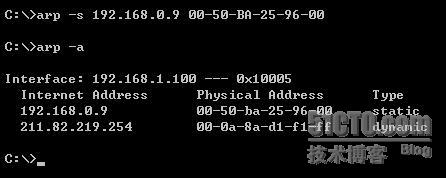 C:\>arp -s 192.168.0.9 00-50-BA-25-96-00
C:\>arp -a
Interface: 192.168.1.100 --- 0x10005
Internet Address Physical Address Type
192.168.0.9 00-50-ba-25-96-00 static
211.82.219.254 00-0a-8a-d1-f1-ff dynamic
C:\>_
51CTO.com
技术博客 Blog